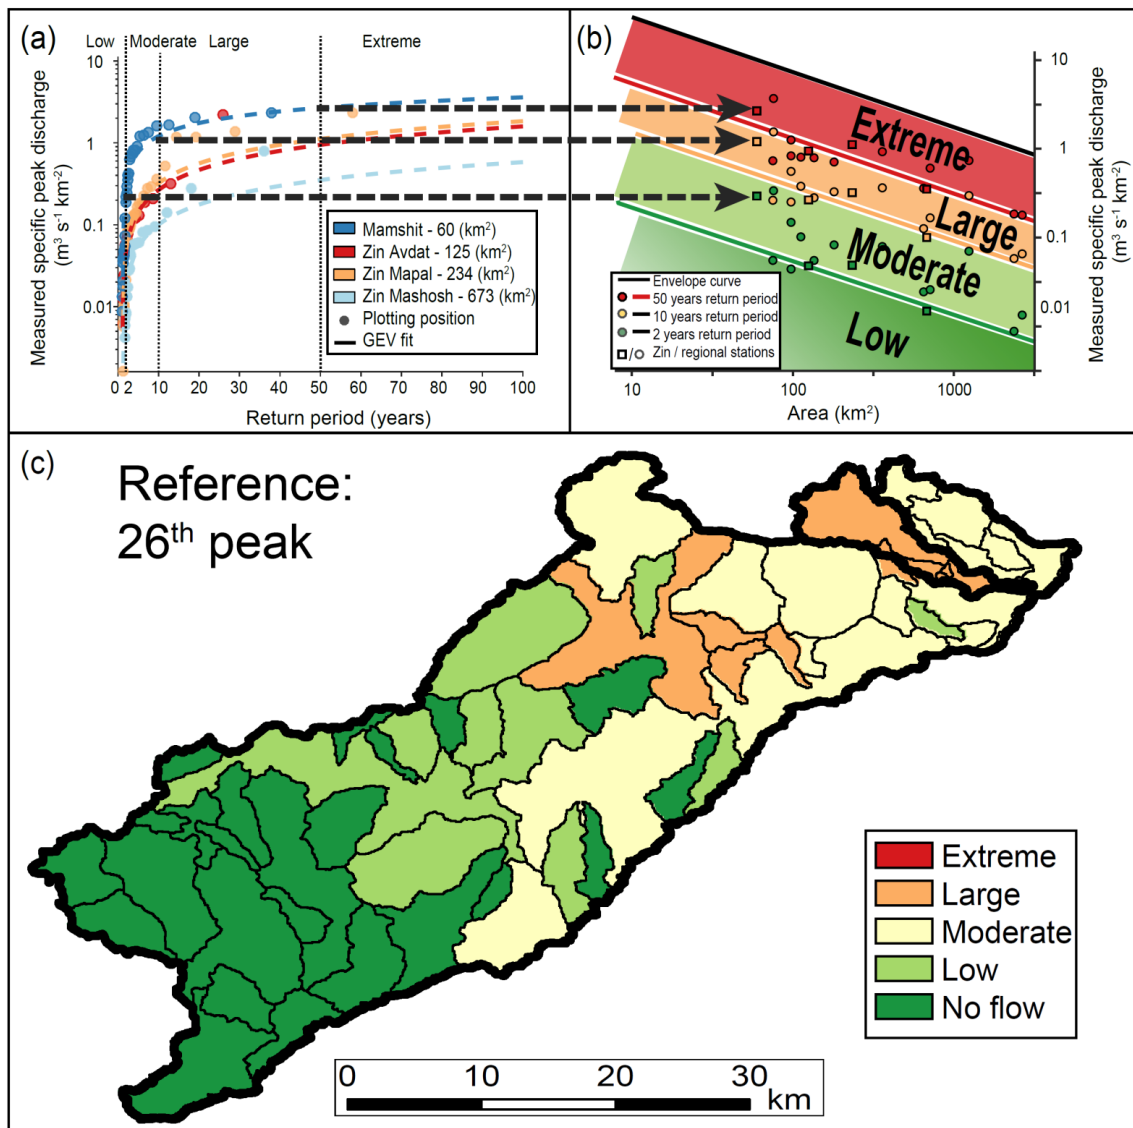 (a)
Low Moderate Large Extreme
10
1
0.1
0.01
Measured specific peak discharge
(m³ s⁻¹ km⁻²)
Mamshit - 60 (km²)
Zin Avdat - 125 (km²)
Zin Mapal - 234 (km²)
Zin Mashosh - 673 (km²)
Plotting position
GEV fit
0 2 10 20 30 40 50 60 70 80 90 100
Return period (years)
(b)
Extreme
Large
Moderate
Low
Envelope curve
50 years return period
10 years return period
2 years return period
/ Zin / regional stations
10
1
0.1
0.01
Measured specific peak discharge
(m³ s⁻¹ km⁻²)
10 100 1000
Area (km²)
(c)
Reference:
26th peak
Extreme
Large
Moderate
Low
No flow
0 10 20 30
km